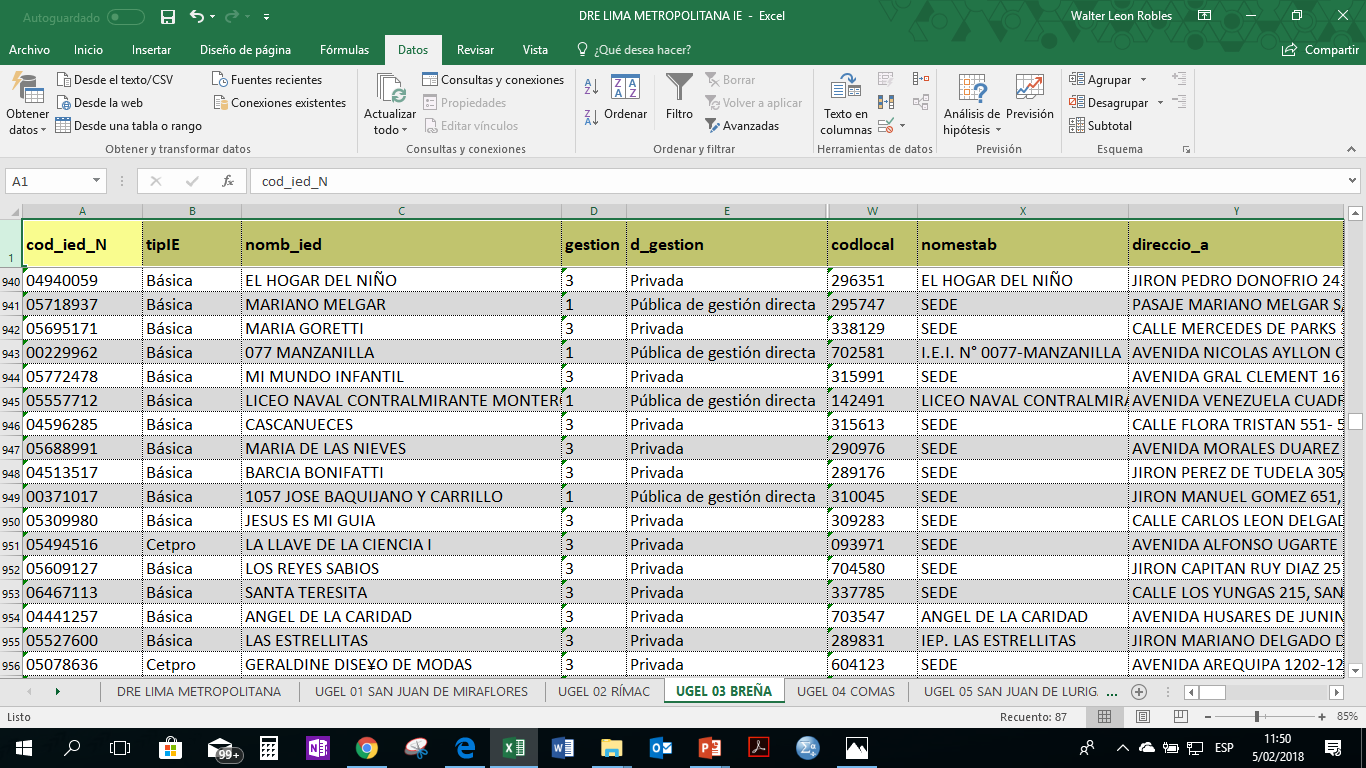 Autoguardado
DRE LIMA METROPOLITANA IE - Excel
Walter Leon Robles
Archivo Inicio Insertar Diseño de página Fórmulas Datos Revisar Vista ¿Qué desea hacer? Compartir
Obtener datos
Desde el texto/CSV
Desde la web
Desde una tabla o rango
Fuentes recientes
Conexiones existentes
Obtener y transformar datos
Actualizar todo
Consultas y conexiones
Propiedades
Editar vínculos
Consultas y conexiones
Ordenar
Filtro
Borrar
Volver a aplicar
Avanzadas
Ordenar y filtrar
Texto en columnas
Herramientas de datos
Análisis de hipótesis
Previsión
Previsión
Agrupar
Desagrupar
Subtotal
Esquema
A1 fx cod_ied_N
A B C D E W X Y
1 cod_ied_N tipIE nomb_ied gestion d_gestion codlocal nomestab direccio_a
940 04940059 Básica EL HOGAR DEL NIÑO 3 Privada 296351 EL HOGAR DEL NIÑO JIRON PEDRO DONOFRIO 243
941 05718937 Básica MARIANO MELGAR 1 Pública de gestión directa 295747 SEDE PASAJE MARIANO MELGAR S
942 05695171 Básica MARIA GORETTI 3 Privada 338129 SEDE CALLE MERCEDES DE PARKS
943 00229962 Básica 077 MANZANILLA 1 Pública de gestión directa 702581 I.E.I. N° 0077-MANZANILLA AVENIDA NICOLAS AYLLON C
944 05772478 Básica MI MUNDO INFANTIL 3 Privada 315991 SEDE AVENIDA GRAL CLEMENT 16
945 05557712 Básica LICEO NAVAL CONTRALMIRANTE MONTER 1 Pública de gestión directa 142491 LICEO NAVAL CONTRALMIRA AVENIDA VENEZUELA CUAD
946 04596285 Básica CASCANUECES 3 Privada 315613 SEDE CALLE FLORA TRISTAN 551- 5
947 05688991 Básica MARIA DE LAS NIEVES 3 Privada 290976 SEDE AVENIDA MORALES DUAREZ
948 04513517 Básica BARCIA BONIFATTI 3 Privada 289176 SEDE JIRON PEREZ DE TUDELA 305
949 00371017 Básica 1057 JOSE BAQUIJANO Y CARRILLO 1 Pública de gestión directa 310045 SEDE JIRON MANUEL GOMEZ 651,
950 05309980 Básica JESUS ES MI GUIA 3 Privada 309283 SEDE CALLE CARLOS LEON DELGAD
951 05494516 Cetpro LA LLAVE DE LA CIENCIA I 3 Privada 093971 SEDE AVENIDA ALFONSO UGARTE
952 05609127 Básica LOS REYES SABIOS 3 Privada 704580 SEDE JIRON CAPITAN RUY DIAZ 25
953 06467113 Básica SANTA TERESITA 3 Privada 337785 SEDE CALLE LOS YUNGAS 215, SAN
954 04441257 Básica ANGEL DE LA CARIDAD 3 Privada 703547 ANGEL DE LA CARIDAD AVENIDA HUSARES DE JUNIN
955 05527600 Básica LAS ESTRELLITAS 3 Privada 289831 IEP. LAS ESTRELLITAS JIRON MARIANO DELGADO D
956 05078636 Cetpro GERALDINE DISE¥O DE MODAS 3 Privada 604123 SEDE AVENIDA AREQUIPA 1202-12
DRE LIMA METROPOLITANA UGEL 01 SAN JUAN DE MIRAFLORES UGEL 02 RÍMAC UGEL 03 BREÑA UGEL 04 COMAS UGEL 05 SAN JUAN DE LURIG. ...
Listo Recuento: 87 85%
99+
ESP
11:50
5/02/2018